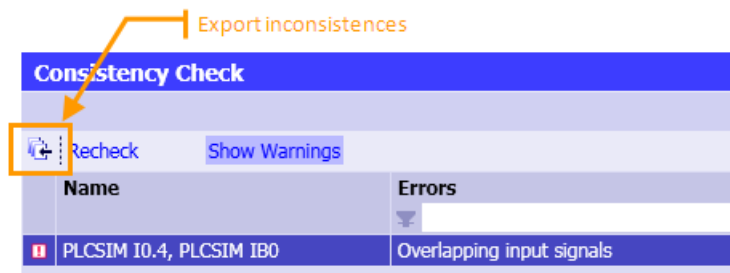 Export inconsistences
Consistency Check
Recheck Show Warnings
Name Errors
PLCSIM I0.4, PLCSIM IB0 Overlapping input signals